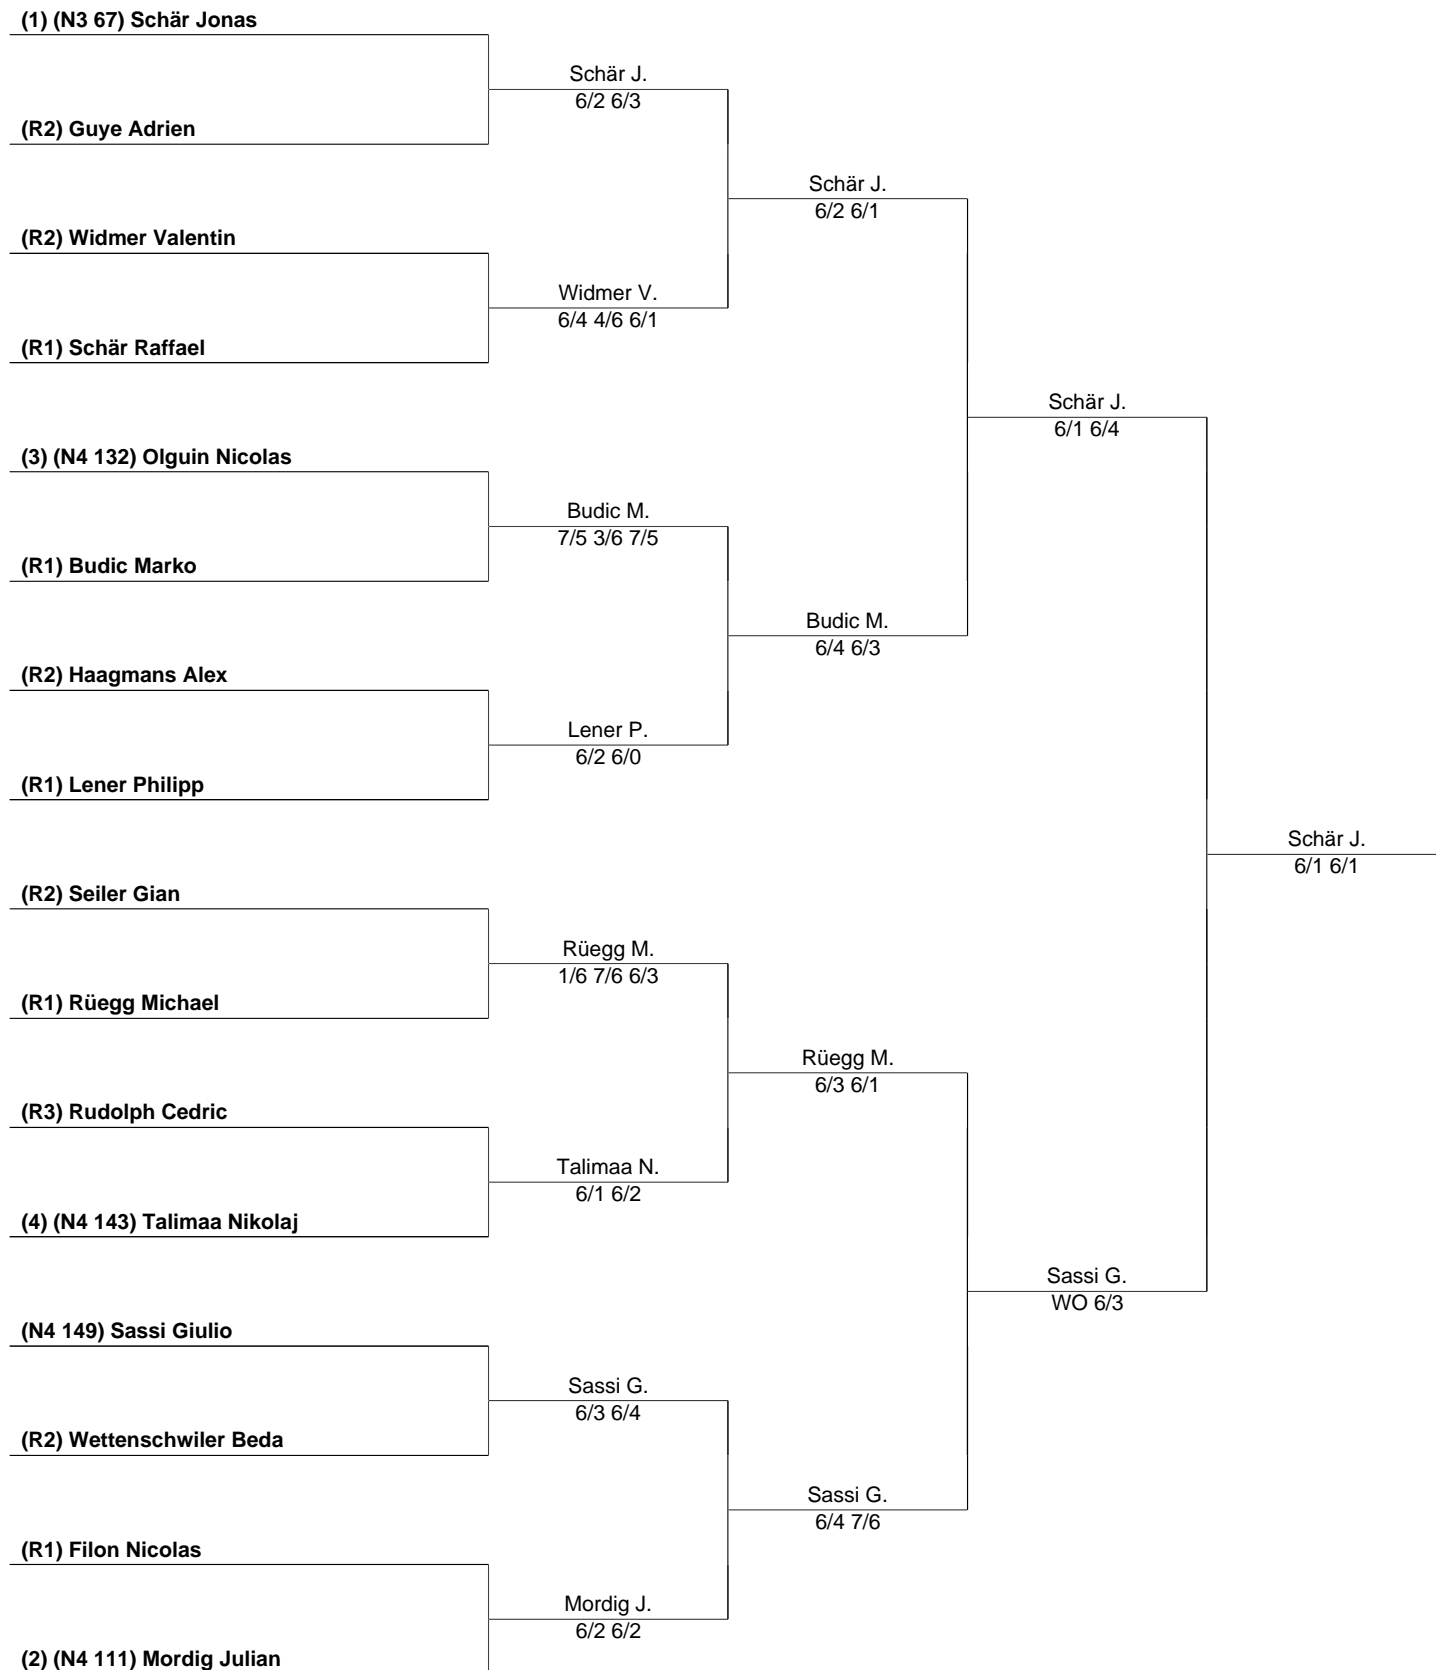 (1) (N3 67) Schär Jonas
Schär J.
6/2 6/3
(R2) Guye Adrien
Schär J.
6/2 6/1
(R2) Widmer Valentin
Widmer V.
6/4 4/6 6/1
(R1) Schär Raffael
Schär J.
6/1 6/4
(3) (N4 132) Olguin Nicolas
Budic M.
7/5 3/6 7/5
(R1) Budic Marko
Budic M.
6/4 6/3
(R2) Haagmans Alex
Lener P.
6/2 6/0
(R1) Lener Philipp
Schär J.
6/1 6/1
(R2) Seiler Gian
Rüegg M.
1/6 7/6 6/3
(R1) Rüegg Michael
Rüegg M.
6/3 6/1
(R3) Rudolph Cedric
Talimaa N.
6/1 6/2
(4) (N4 143) Talimaa Nikolaj
Sassi G.
WO 6/3
(N4 149) Sassi Giulio
Sassi G.
6/3 6/4
(R2) Wettenschwiler Beda
Sassi G.
6/4 7/6
(R1) Filon Nicolas
Mordig J.
6/2 6/2
(2) (N4 111) Mordig Julian